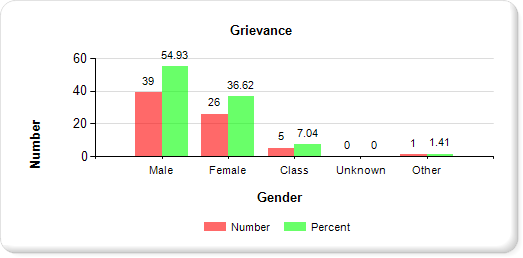 Grievance
60
40
20
0
Number
39
54.93
26
36.62
5
7.04
0
0
1
1.41
Male
Female
Class
Unknown
Other
Gender
Number
Percent